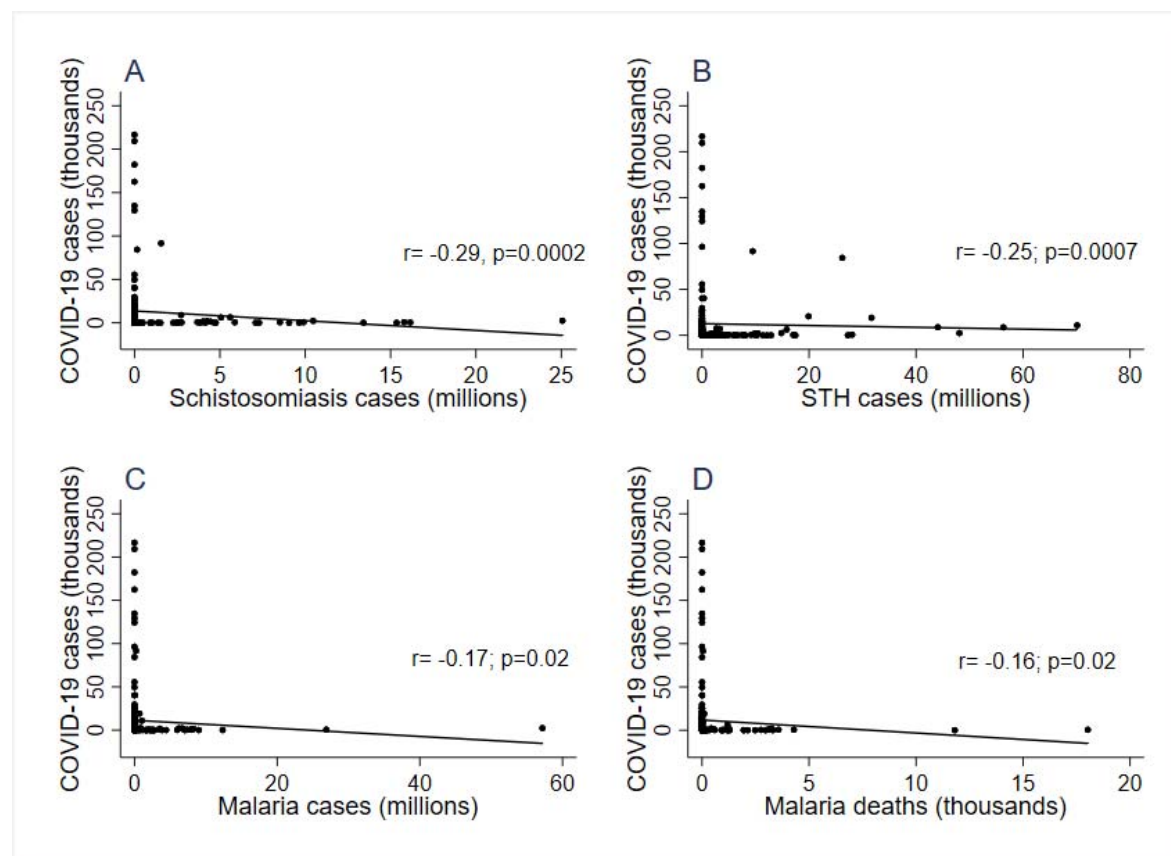 A
COVID-19 cases (thousands)
250
200
150
100
50
0
r= -0.29, p=0.0002
0 5 10 15 20 25
Schistosomiasis cases (millions)
B
COVID-19 cases (thousands)
250
200
150
100
50
0
r= -0.25; p=0.0007
0 20 40 60 80
STH cases (millions)
C
COVID-19 cases (thousands)
250
200
150
100
50
0
r= -0.17; p=0.02
0 20 40 60
Malaria cases (millions)
D
COVID-19 cases (thousands)
250
200
150
100
50
0
r= -0.16; p=0.02
0 5 10 15 20
Malaria deaths (thousands)